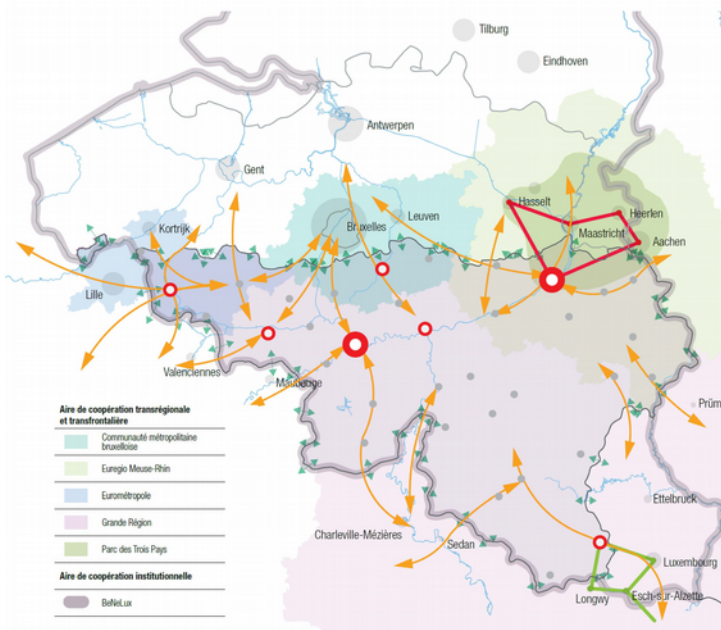 Tilburg
Eindhoven
Antwerpen
Gent
Hasselt
Kortrijk
Leuven
Heerlen
Bruxelles
Maastricht
Aachen
Lille
Valenciennes
Maubeuge
Prüm
Aire de coopération transrégionale
et transfrontalière
Communauté métropolitaine
bruxelloise
Euregio Meuse-Rhin
Eurométropole
Grande Région
Parc des Trois Pays
Aire de coopération institutionnelle
BeNeLux
Ettelbruck
Charleville-Mézières
Sedan
Luxembourg
Longwy
Esch-sur-Alzette